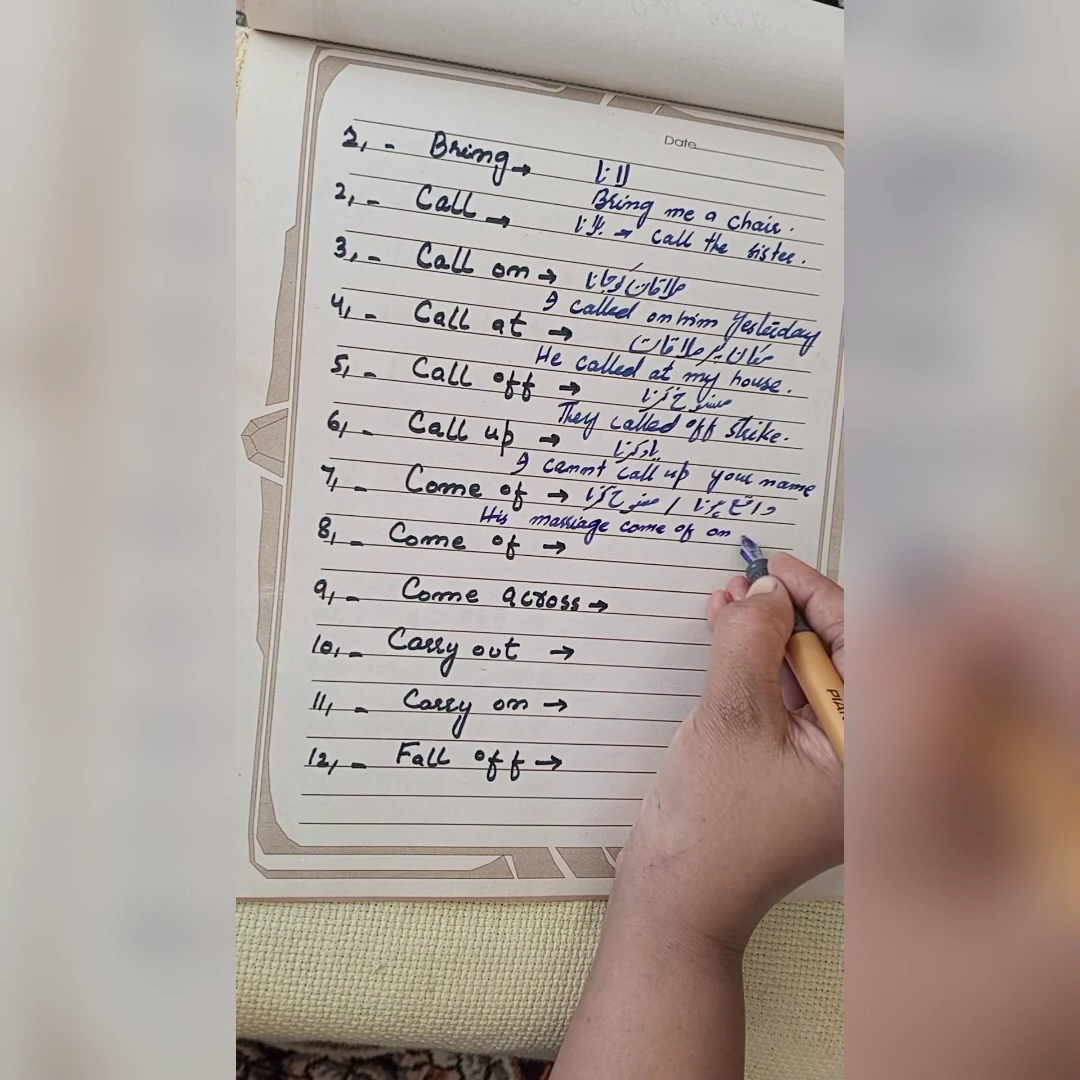 Date
2, - Bring → لانا
Bring me a chair.
2, - Call → بلانا → call the sister.
3, - Call on → ملاقات کو جانا
I called on him Yesterday
4, - Call at → مکان پر ملاقات
He called at my house.
5, - Call off → منسوخ کرنا
They called off strike.
6, - Call up → یاد کرنا
I cannt call up your name
7, - Come of → واقع ہونا / منسوخ کرنا
His marriage come of on
8, - Come of →
9, - Come across →
10, - Carry out →
11, - Carry on →
12, - Fall off →